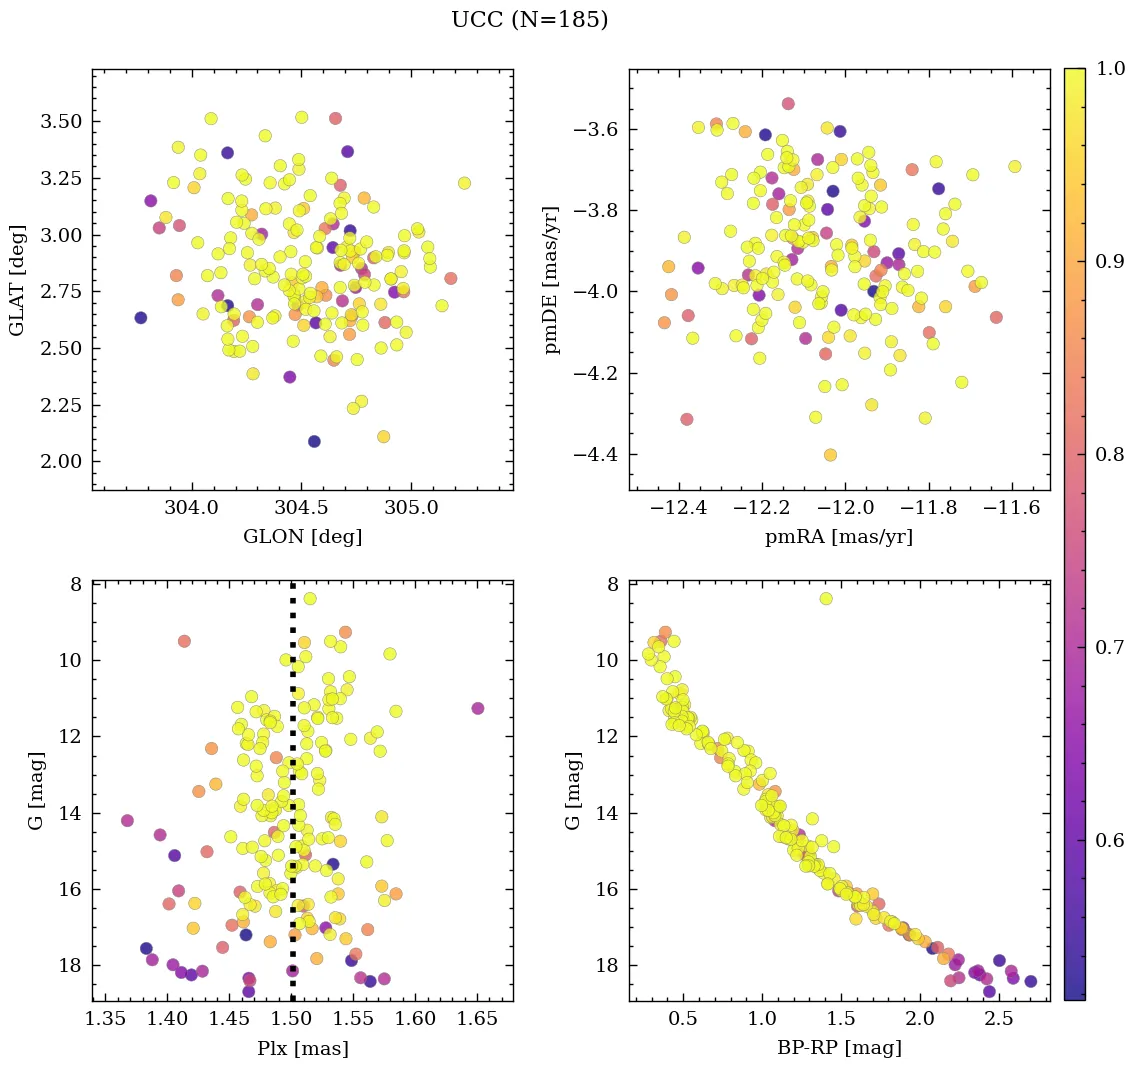 UCC (N=185)
3.50
3.25
3.00
2.75
2.50
2.25
2.00
GLAT [deg]
304.0 304.5 305.0
GLON [deg]
−3.6
−3.8
−4.0
−4.2
−4.4
pmDE [mas/yr]
−12.4 −12.2 −12.0 −11.8 −11.6
pmRA [mas/yr]
8
10
12
14
16
18
G [mag]
1.35 1.40 1.45 1.50 1.55 1.60 1.65
Plx [mas]
8
10
12
14
16
18
G [mag]
0.5 1.0 1.5 2.0 2.5
BP-RP [mag]
1.0
0.9
0.8
0.7
0.6